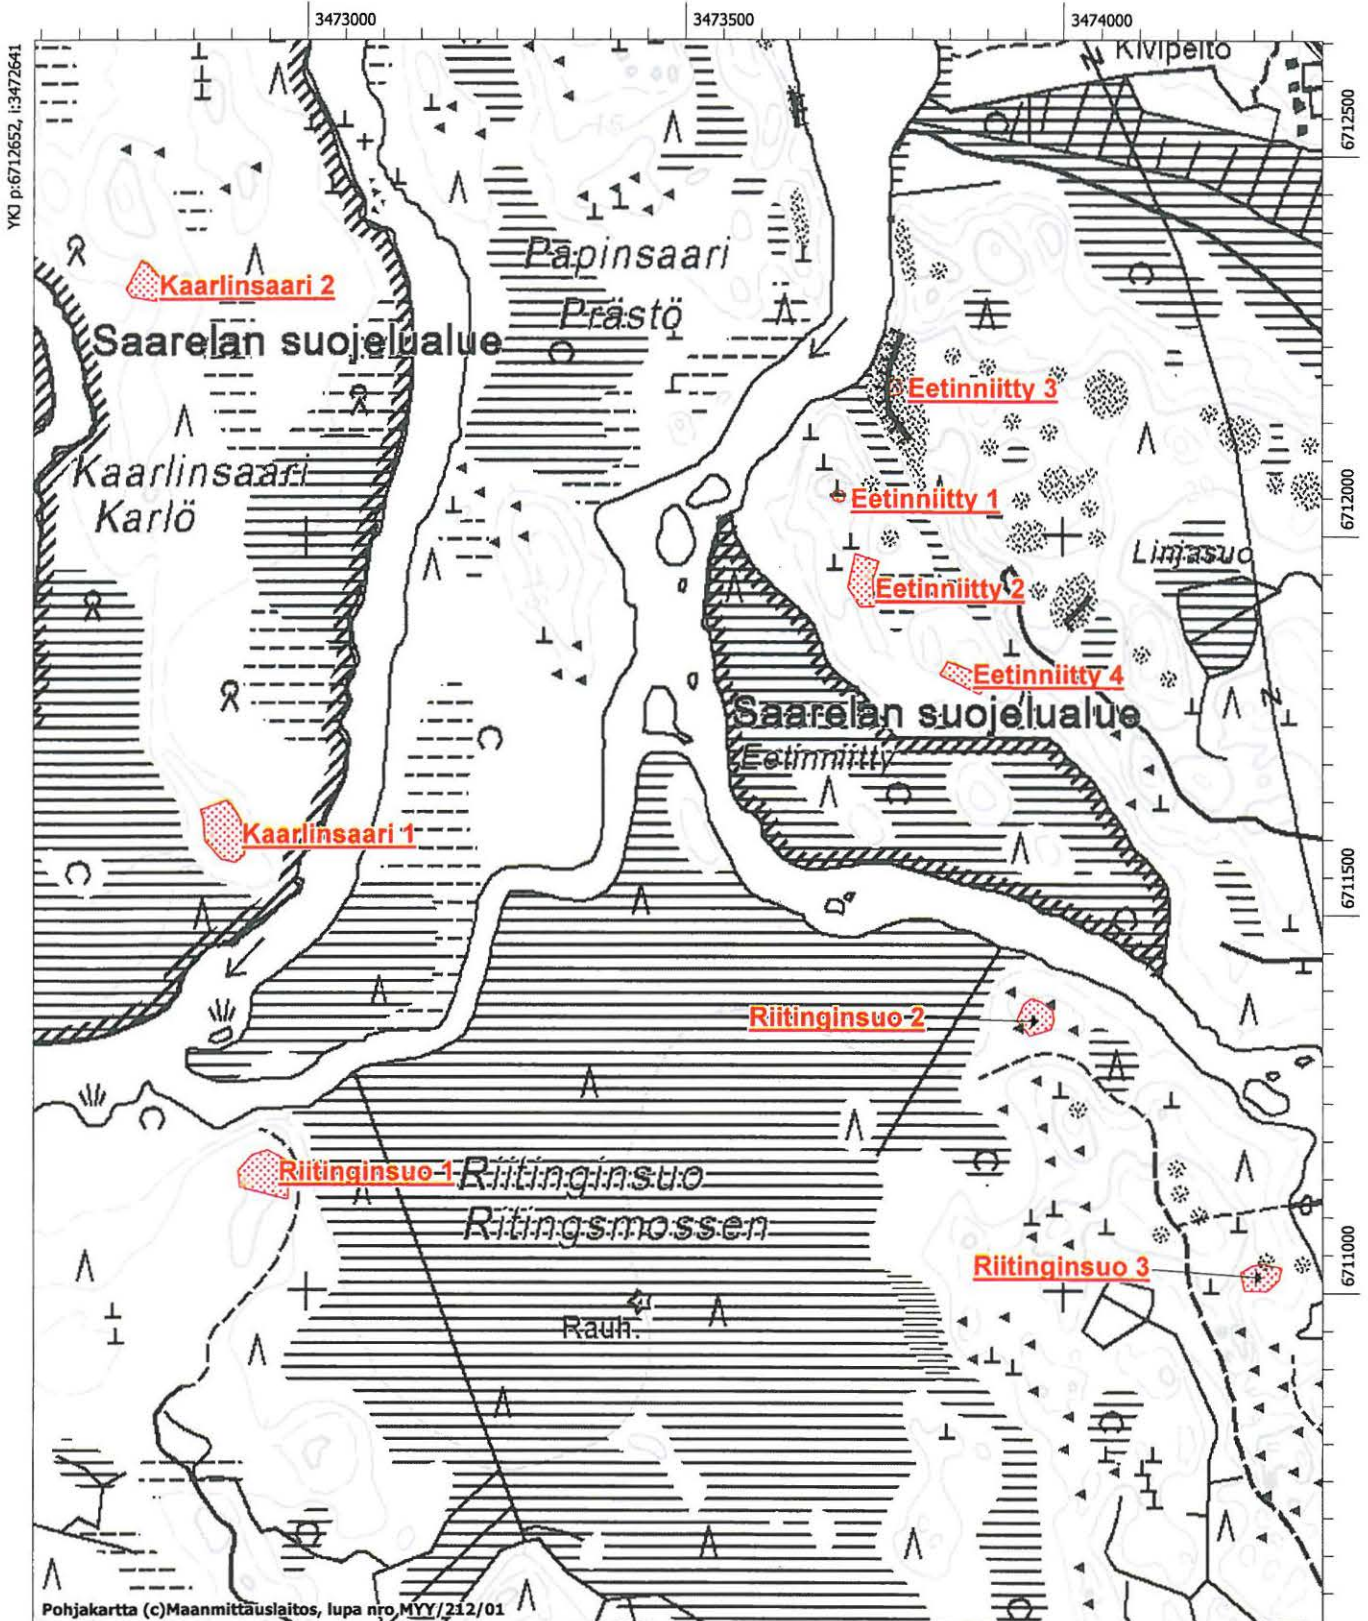 3473000
3473500
3474000
YKJ p:6712652, i:3472641
Kivipelto
6712500
Papinsaari
Prästö
Kaarlinsaari 2
Saarelan suojelualue
Eetinniitty 3
Kaarlinsaari
Karlö
Eetinniitty 1
6712000
Linjasuo
Eetinniitty 2
Eetinniitty 4
Saarelan suojelualue
Eetinniitty
Kaarlinsaari 1
6711500
Riitinginsuo 2
Riitinginsuo 1
Riitinginsuo
Ritingsmossen
Riitinginsuo 3
6711000
Rauh.
Pohjakartta (c)Maanmittauslaitos, lupa nro MYY/212/01